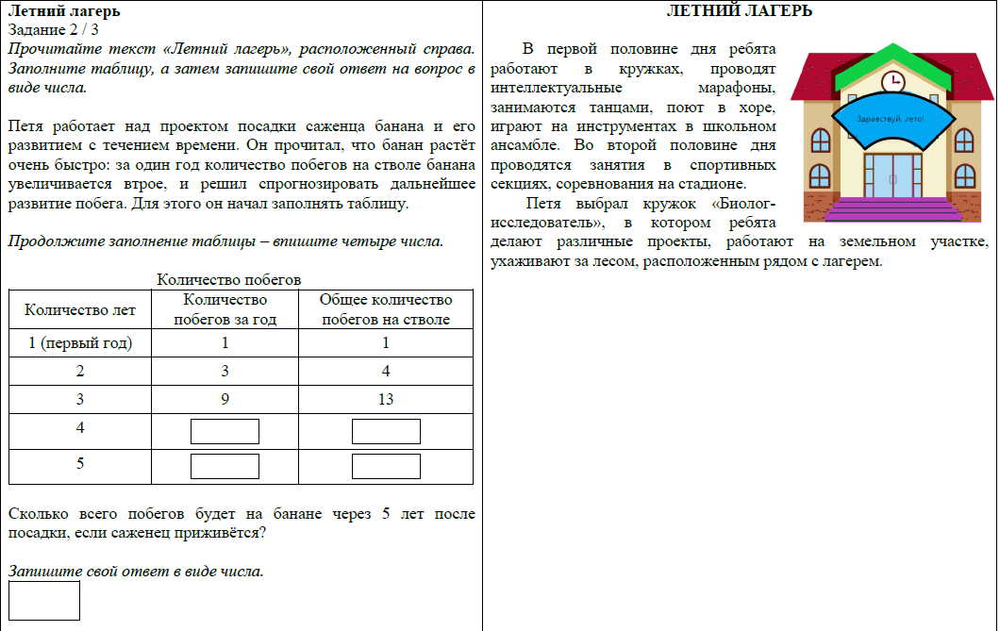 Летний лагерь
Задание 2 / 3
Прочитайте текст «Летний лагерь», расположенный справа.
Заполните таблицу, а затем запишите свой ответ на вопрос в
виде числа.
Петя работает над проектом посадки саженца банана и его
развитием с течением времени. Он прочитал, что банан растёт
очень быстро: за один год количество побегов на стволе банана
увеличивается втрое, и решил спрогнозировать дальнейшее
развитие побега. Для этого он начал заполнять таблицу.
Продолжите заполнение таблицы – впишите четыре числа.
Количество побегов
Количество лет
Количество
побегов за год
Общее количество
побегов на стволе
1 (первый год) 1 1
2 3 4
3 9 13
4
5
Сколько всего побегов будет на банане через 5 лет после
посадки, если саженец приживётся?
Запишите свой ответ в виде числа.
ЛЕТНИЙ ЛАГЕРЬ
В первой половине дня ребята
работают в кружках, проводят
интеллектуальные марафоны,
занимаются танцами, поют в хоре,
играют на инструментах в школьном
ансамбле. Во второй половине дня
проводятся занятия в спортивных
секциях, соревнования на стадионе.
Петя выбрал кружок «Биолог-
исследователь», в котором ребята
делают различные проекты, работают на земельном участке,
ухаживают за лесом, расположенным рядом с лагерем.
Здравствуй, лето!